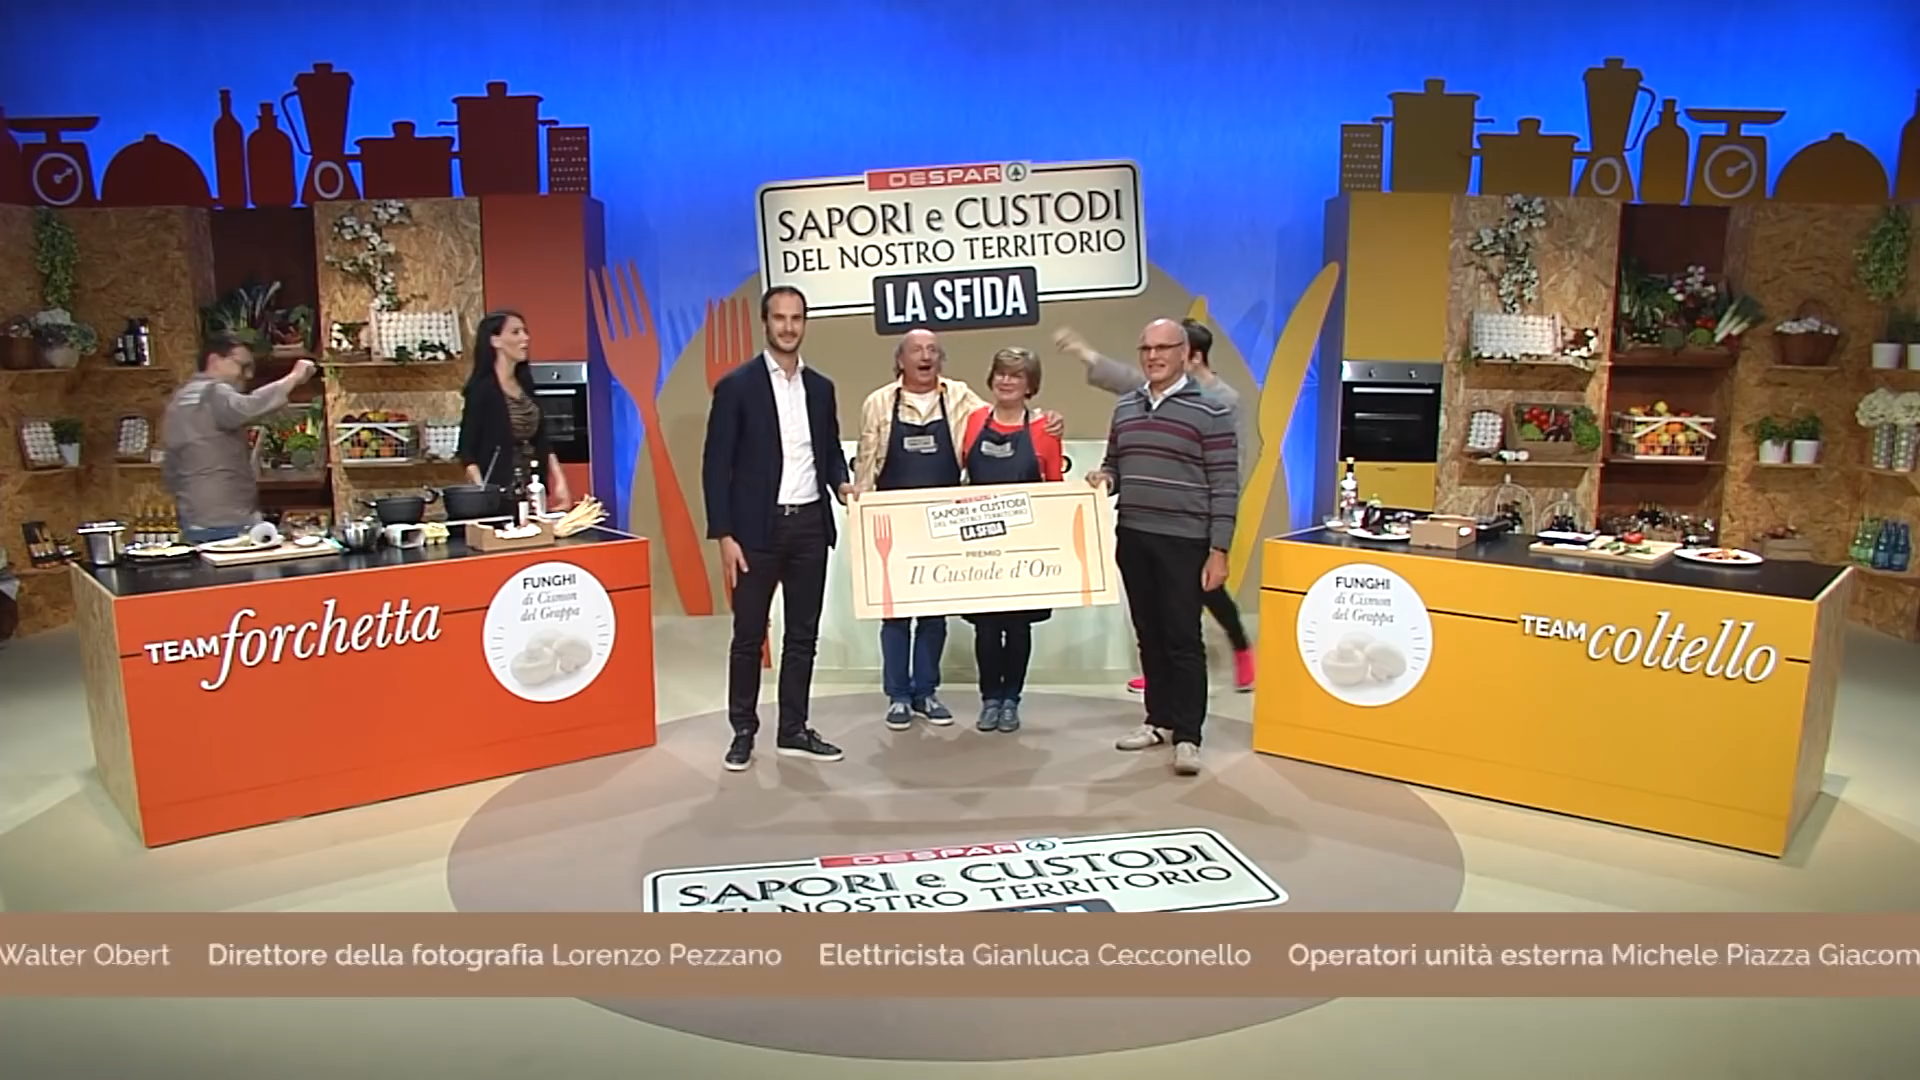 DESPAR
SAPORI e CUSTODI
DEL NOSTRO TERRITORIO
LA SFIDA
SAPORI e CUSTODI
DEL NOSTRO TERRITORIO
LA SFIDA
PREMIO
Il Custode d'Oro
FUNGHI
di Cismon
del Grappa
TEAM forchetta
FUNGHI
di Cismon
del Grappa
TEAM coltello
DESPAR
SAPORI e CUSTODI
DEL NOSTRO TERRITORIO
Walter Obert Direttore della fotografia Lorenzo Pezzano Elettricista Gianluca Cecconello Operatori unità esterna Michele Piazza Giacom